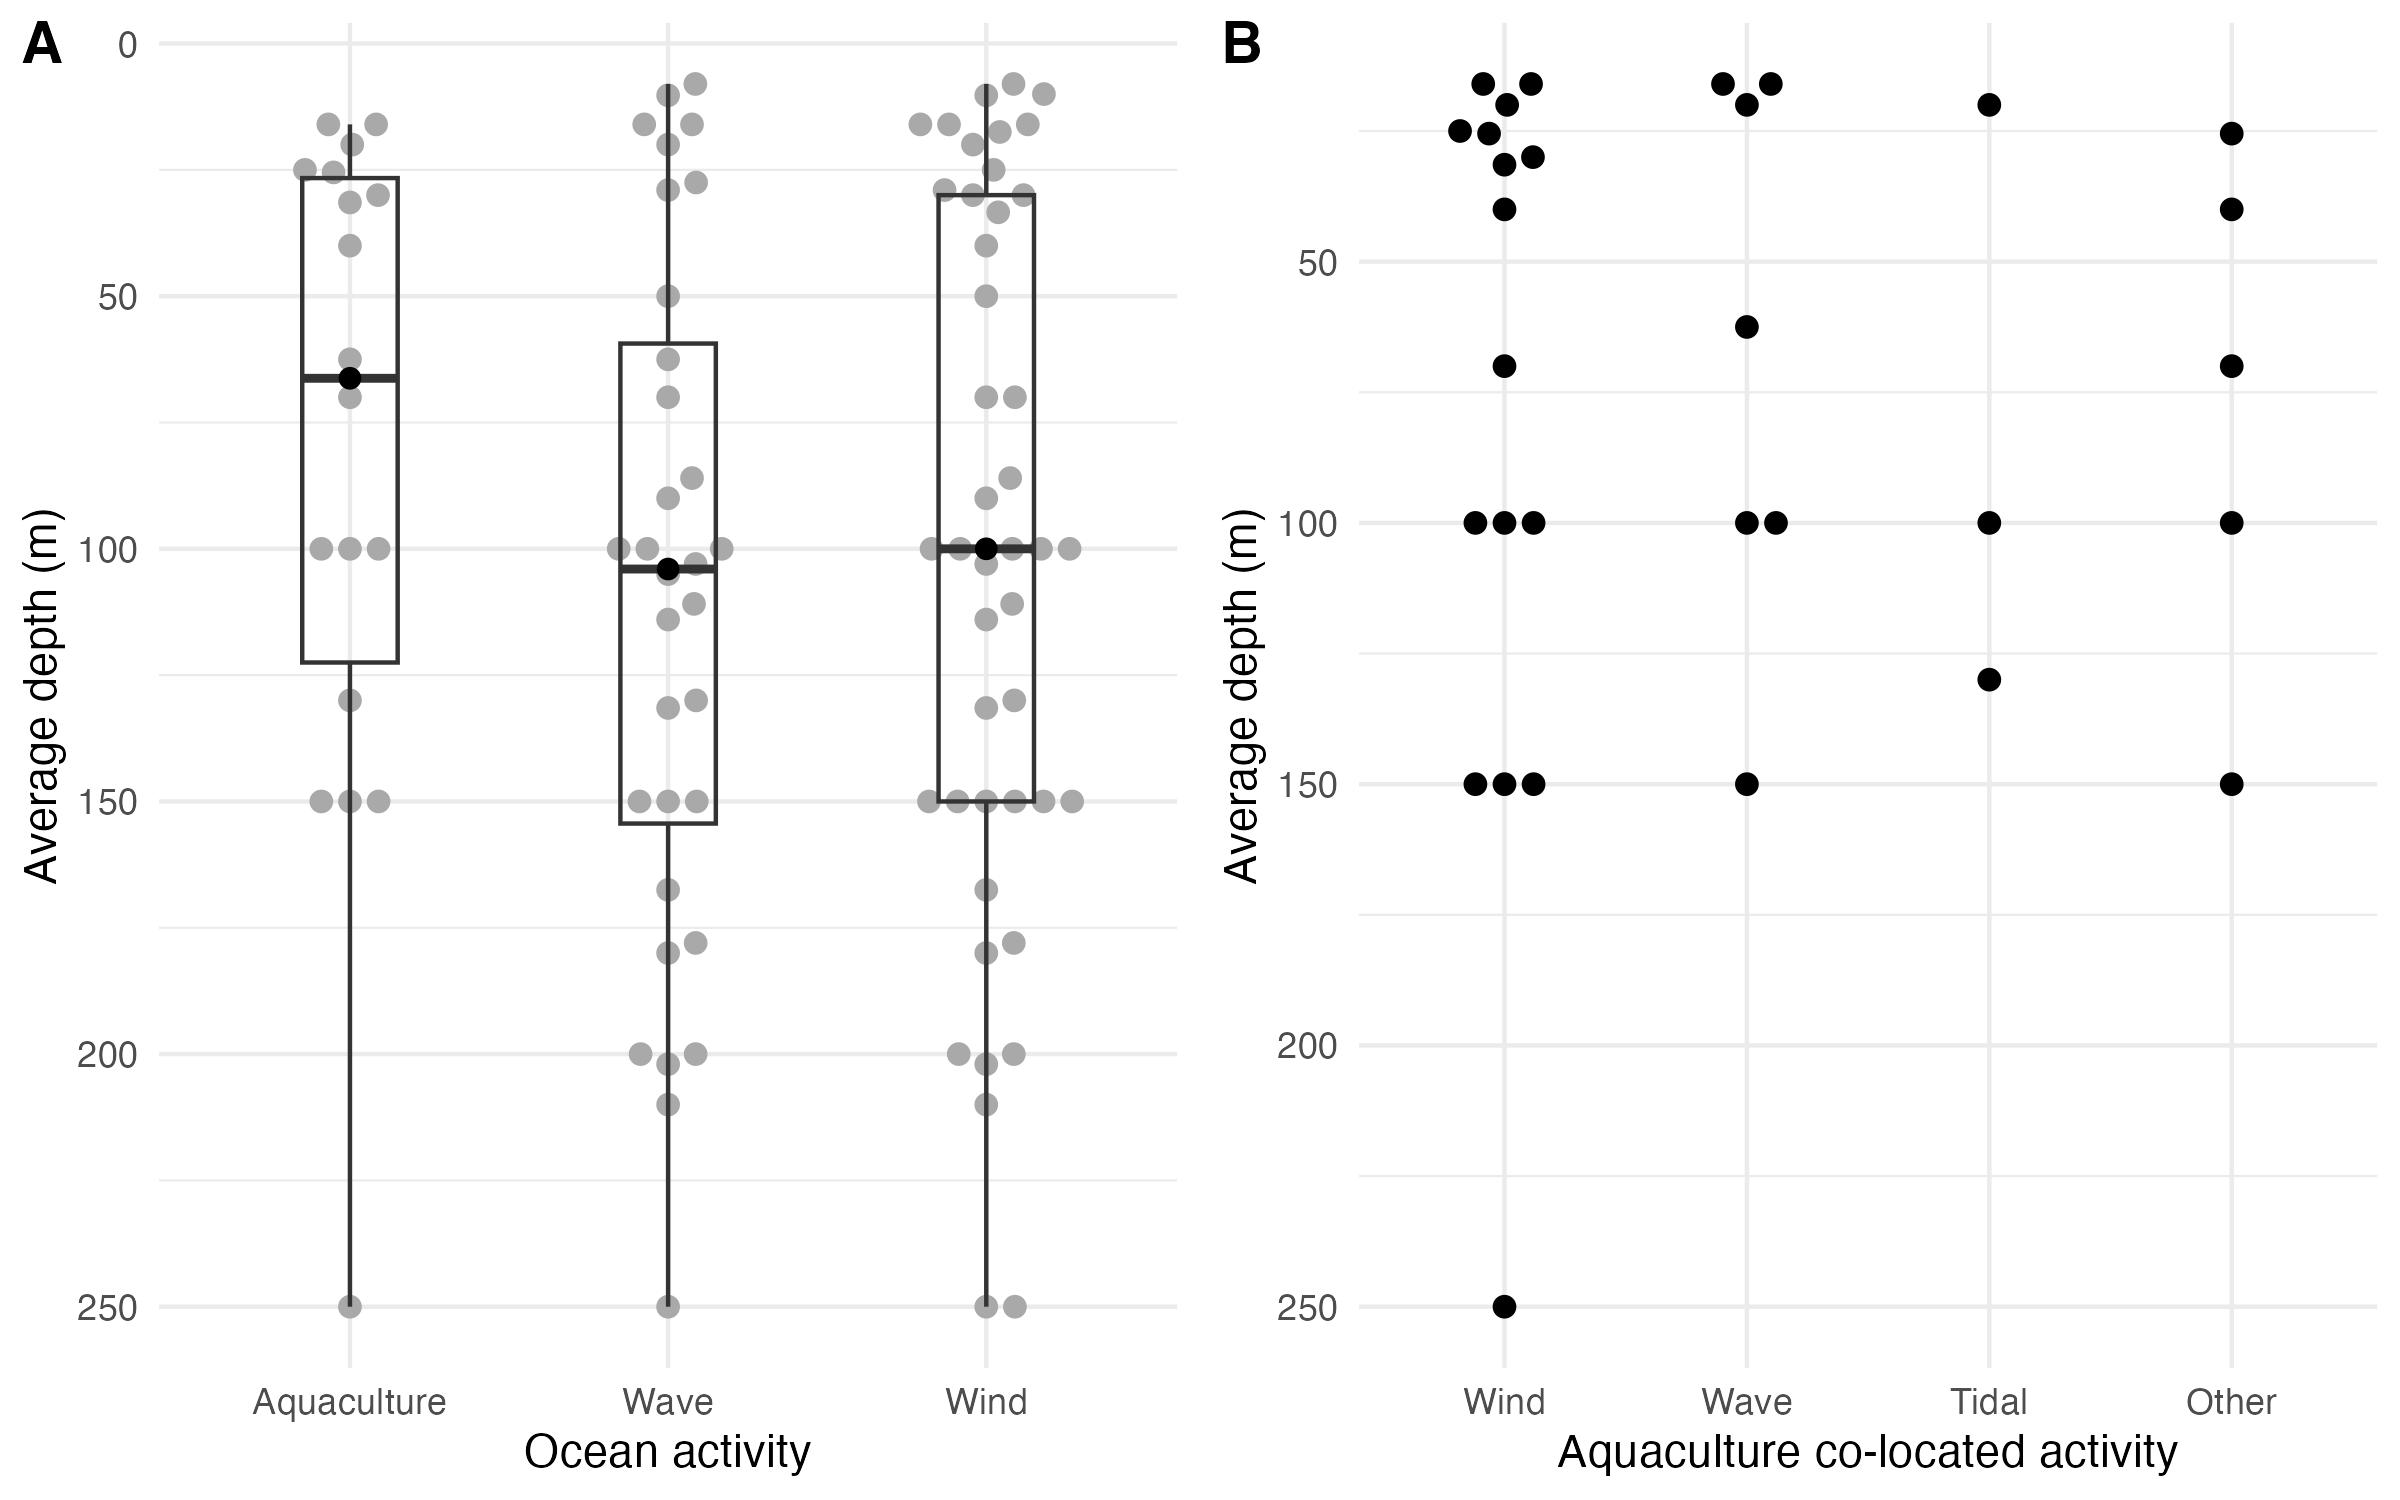 A
0
50
100
150
200
250
Average depth (m)
Aquaculture Wave Wind
Ocean activity
B
50
100
150
200
250
Average depth (m)
Wind Wave Tidal Other
Aquaculture co-located activity